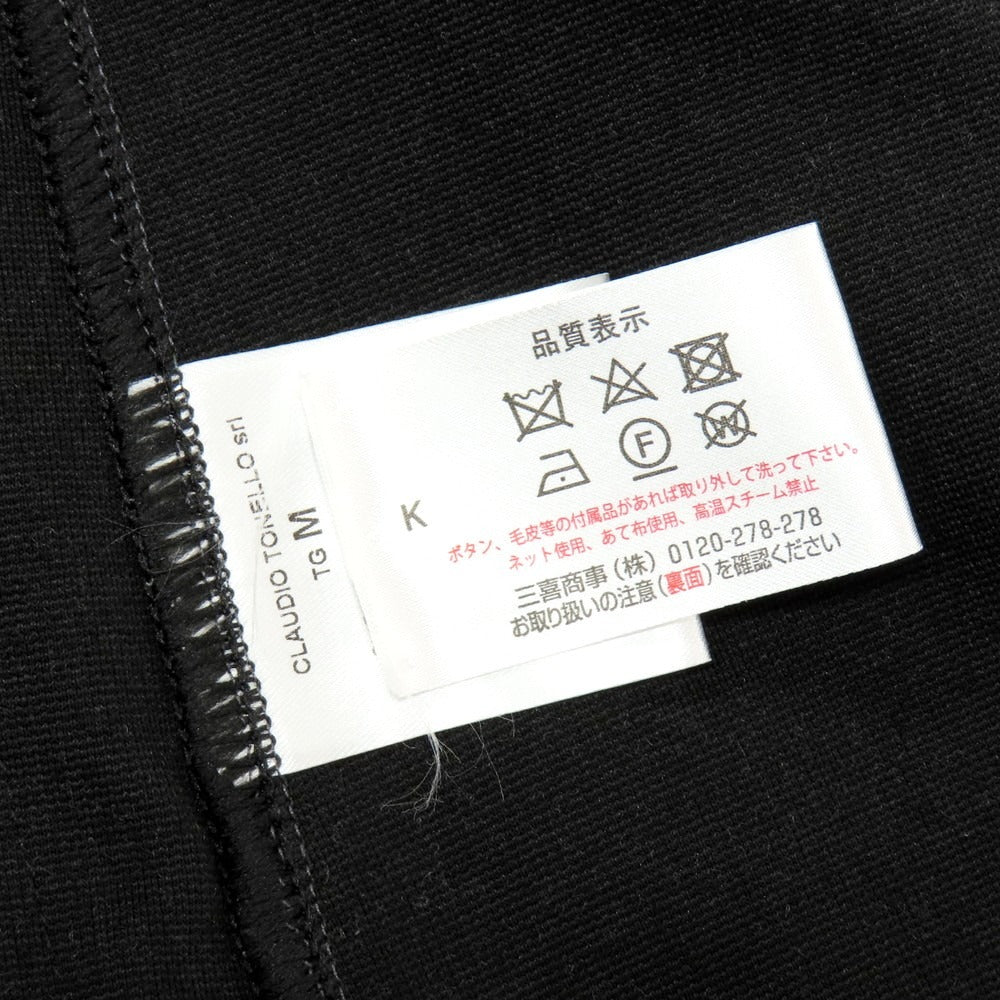 CLAUDIO TONELLO srl
TG M
K
品質表示
F
W
ボタン、毛皮等の付属品があれば取り外して洗って下さい。
ネット使用、あて布使用、高温スチーム禁止
三喜商事(株) 0120-278-278
お取り扱いの注意(裏面)を確認ください